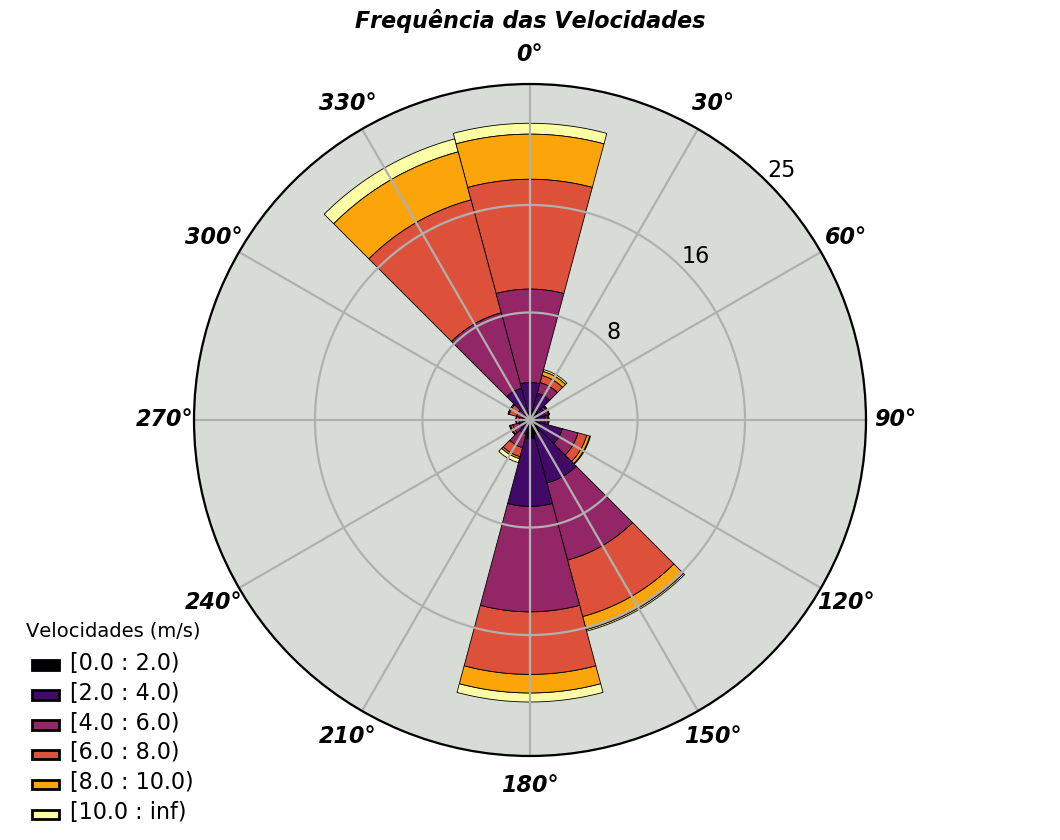 Frequência das Velocidades
0°
330°
30°
25
300°
60°
16
8
270°
90°
240°
120°
Velocidades (m/s)
[0.0 : 2.0)
[2.0 : 4.0)
[4.0 : 6.0)
210°
150°
[6.0 : 8.0)
180°
[8.0 : 10.0)
[10.0 : inf)